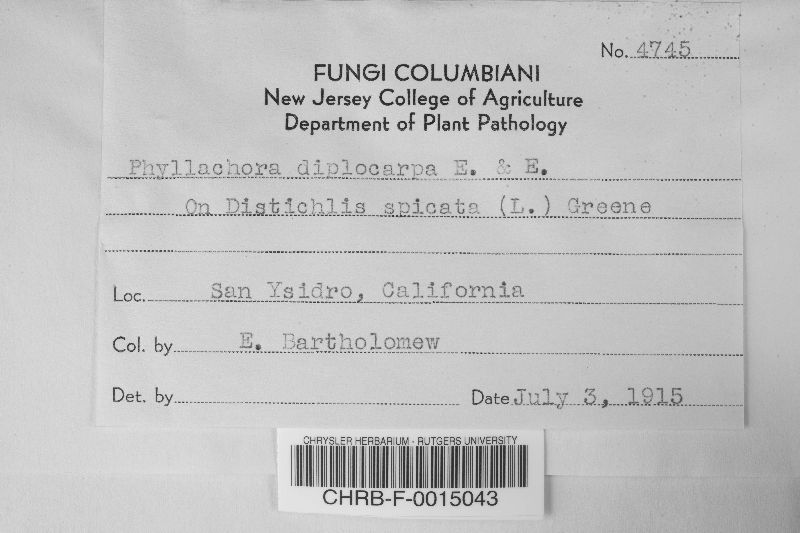 No. 4745
FUNGI COLUMBIANI
New Jersey College of Agriculture
Department of Plant Pathology
Phyllachora diplocarpa E. & E.
On Distichlis spicata (L.) Greene
Loc. San Ysidro, California
Col. by E. Bartholomew
Det. by Date July 3, 1915
CHRYSLER HERBARIUM - RUTGERS UNIVERSITY
CHRB-F-0015043